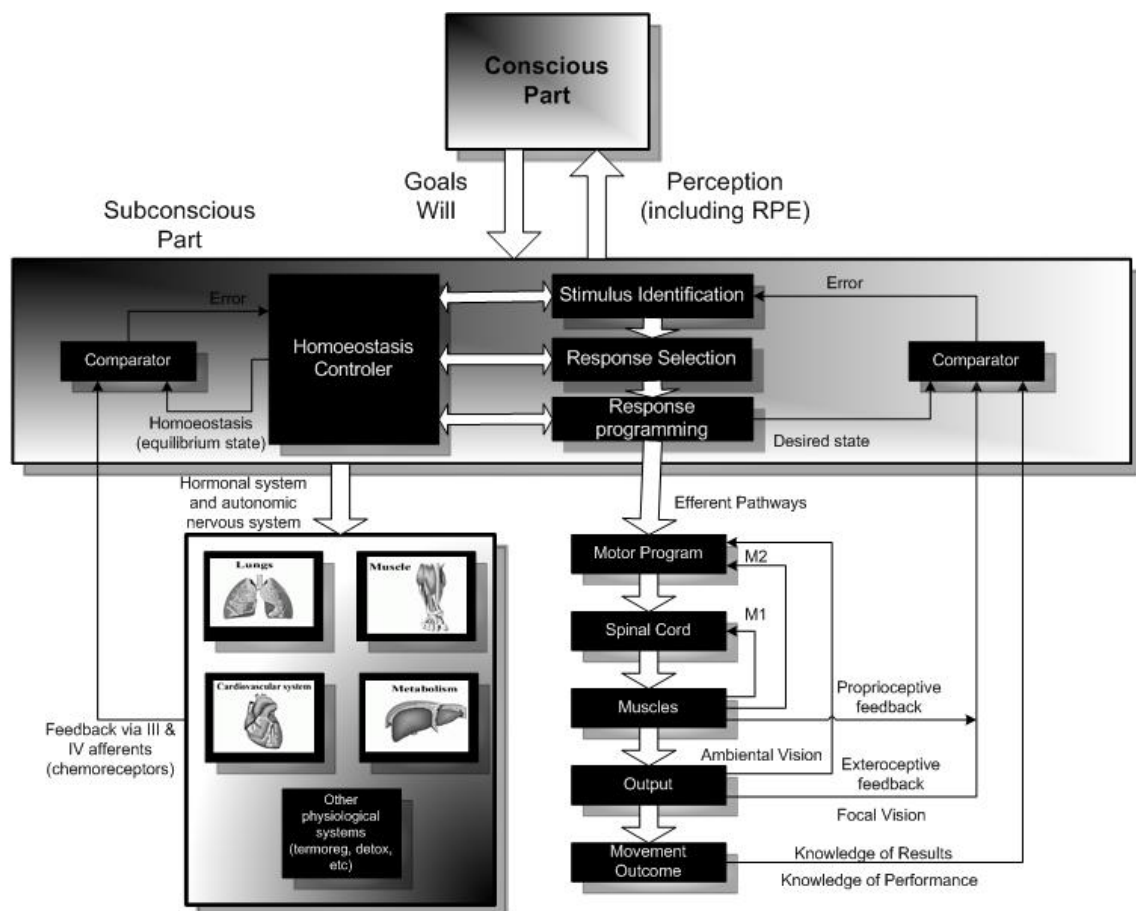 Conscious
Part
Goals
Will
Perception
(including RPE)
Subconscious
Part
Error
Comparator
Homoeostasis
(equilibrium state)
Homoeostasis
Controler
Stimulus Identification
Response Selection
Response
programming
Error
Comparator
Desired state
Hormonal system
and autonomic
nervous system
Efferent Pathways
Lungs
Muscle
Cardiovascular system
Metabolism
Other
physiological
systems
(termoreg, detox,
etc)
Feedback via III &
IV afferents
(chemoreceptors)
Motor Program
M2
Spinal Cord
M1
Muscles
Proprioceptive
feedback
Ambiental Vision
Output
Exteroceptive
feedback
Focal Vision
Movement
Outcome
Knowledge of Results
Knowledge of Performance